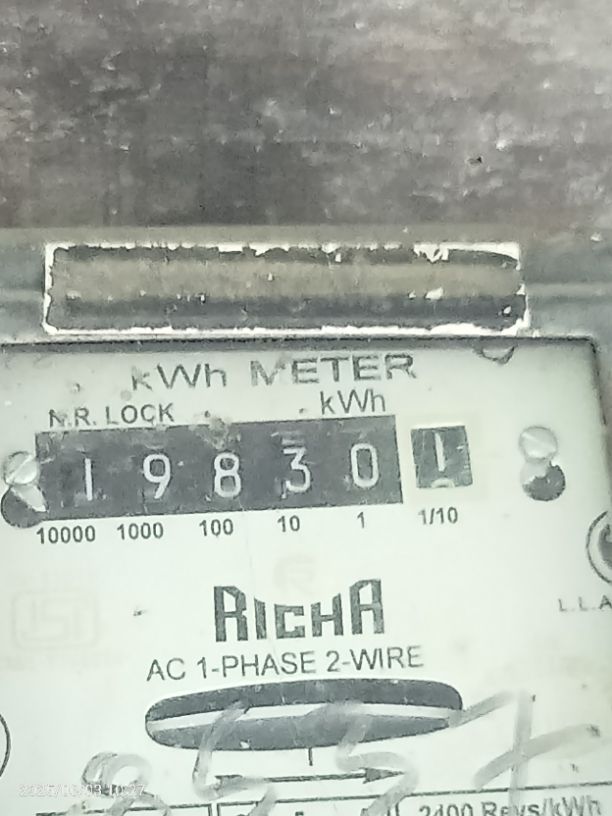 kWh METER
N.R. LOCK kWh
1 9 8 3 0 1
10000 1000 100 10 1 1/10
RICHA
L.L.A
AC 1-PHASE 2-WIRE
2400 Revs/kWh